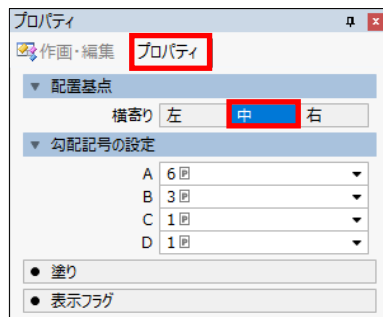 プロパティ
作画・編集 プロパティ
▼ 配置基点
横寄り 左 中 右
▼ 勾配記号の設定
A 6 P
B 3 P
C 1 P
D 1 P
● 塗り
● 表示フラグ